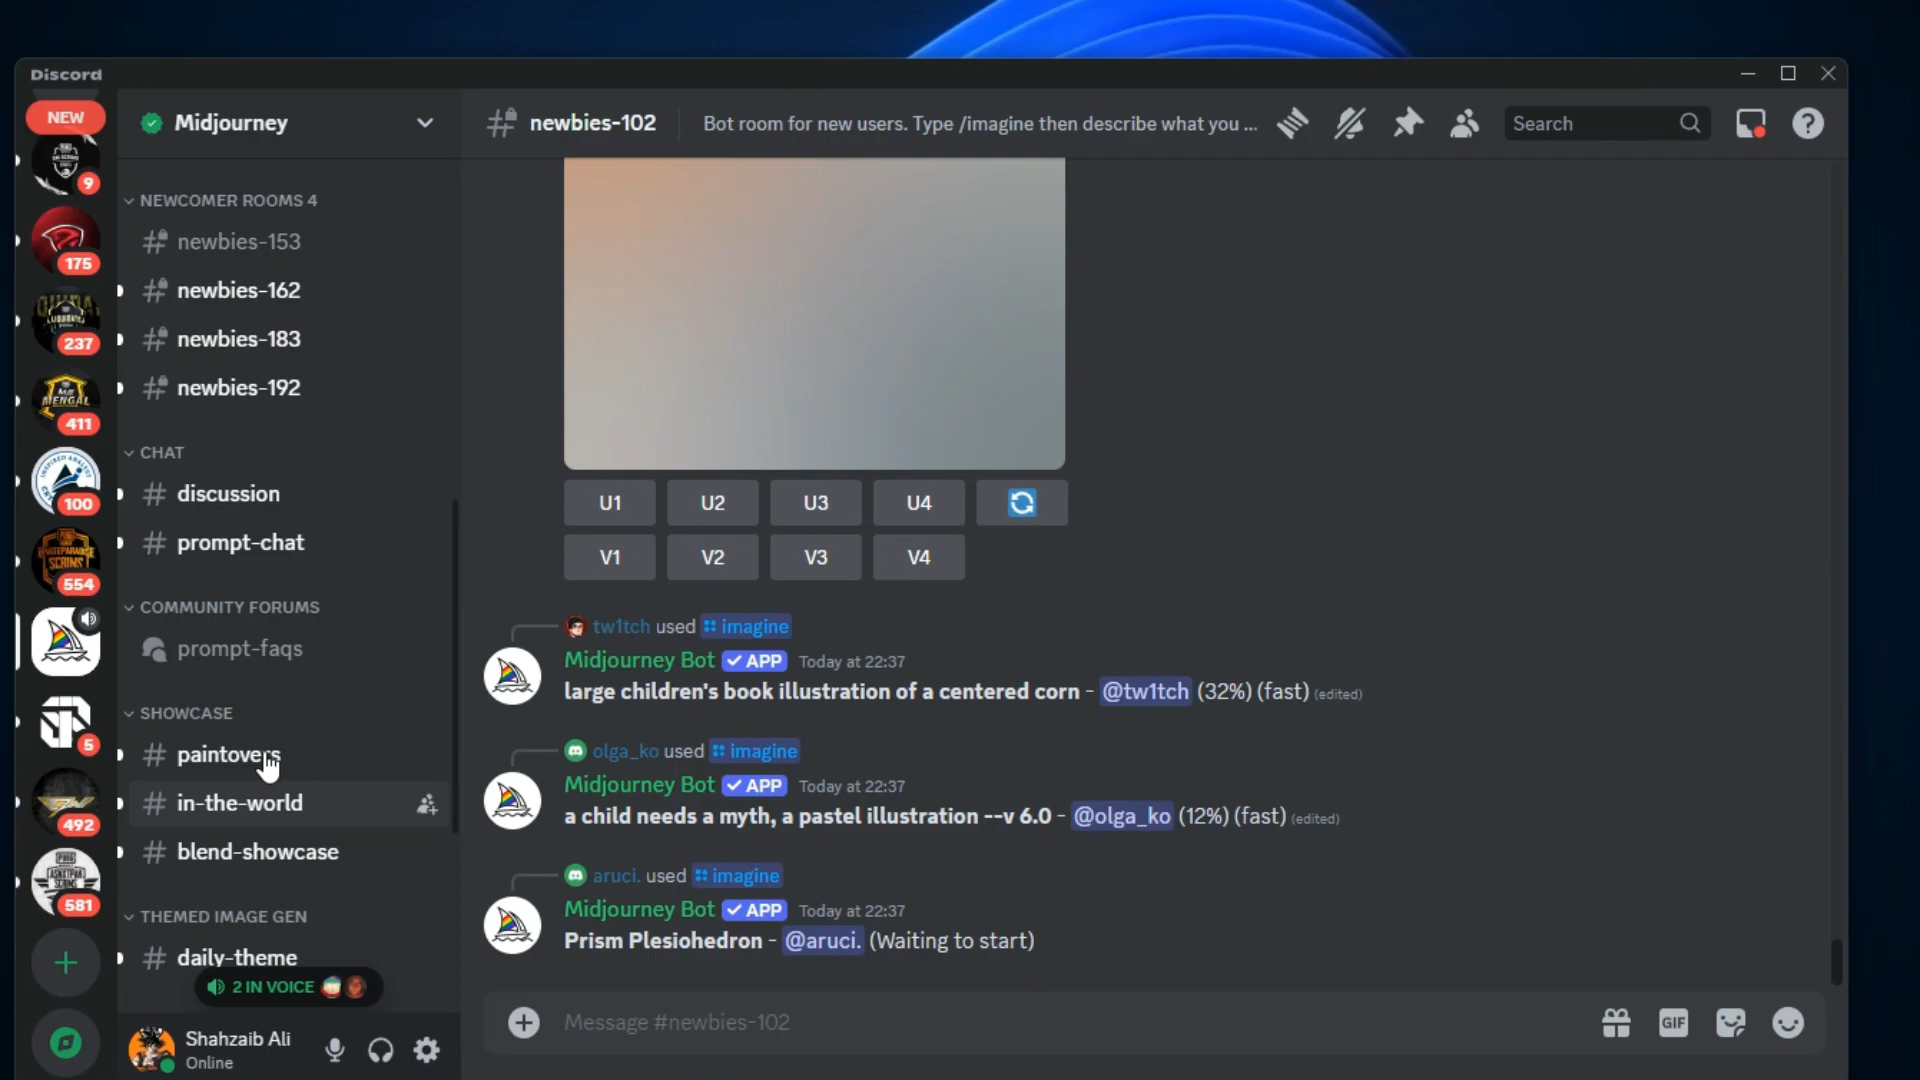 Discord
NEW
9
175
237
411
100
554
5
492
581
Midjourney
NEWCOMER ROOMS 4
newbies-153
newbies-162
newbies-183
newbies-192
CHAT
discussion
prompt-chat
COMMUNITY FORUMS
prompt-faqs
SHOWCASE
paintovers
in-the-world
blend-showcase
THEMED IMAGE GEN
daily-theme
2 IN VOICE
Shahzaib Ali
Online
newbies-102
Bot room for new users. Type /imagine then describe what you ...
Search
U1 U2 U3 U4
V1 V2 V3 V4
tw1tch used imagine
Midjourney Bot ✓ APP Today at 22:37
large children's book illustration of a centered corn - @tw1tch (32%) (fast) (edited)
olga_ko used imagine
Midjourney Bot ✓ APP Today at 22:37
a child needs a myth, a pastel illustration --v 6.0 - @olga_ko (12%) (fast) (edited)
aruci. used imagine
Midjourney Bot ✓ APP Today at 22:37
Prism Plesiohedron - @aruci. (Waiting to start)
Message #newbies-102
GIF